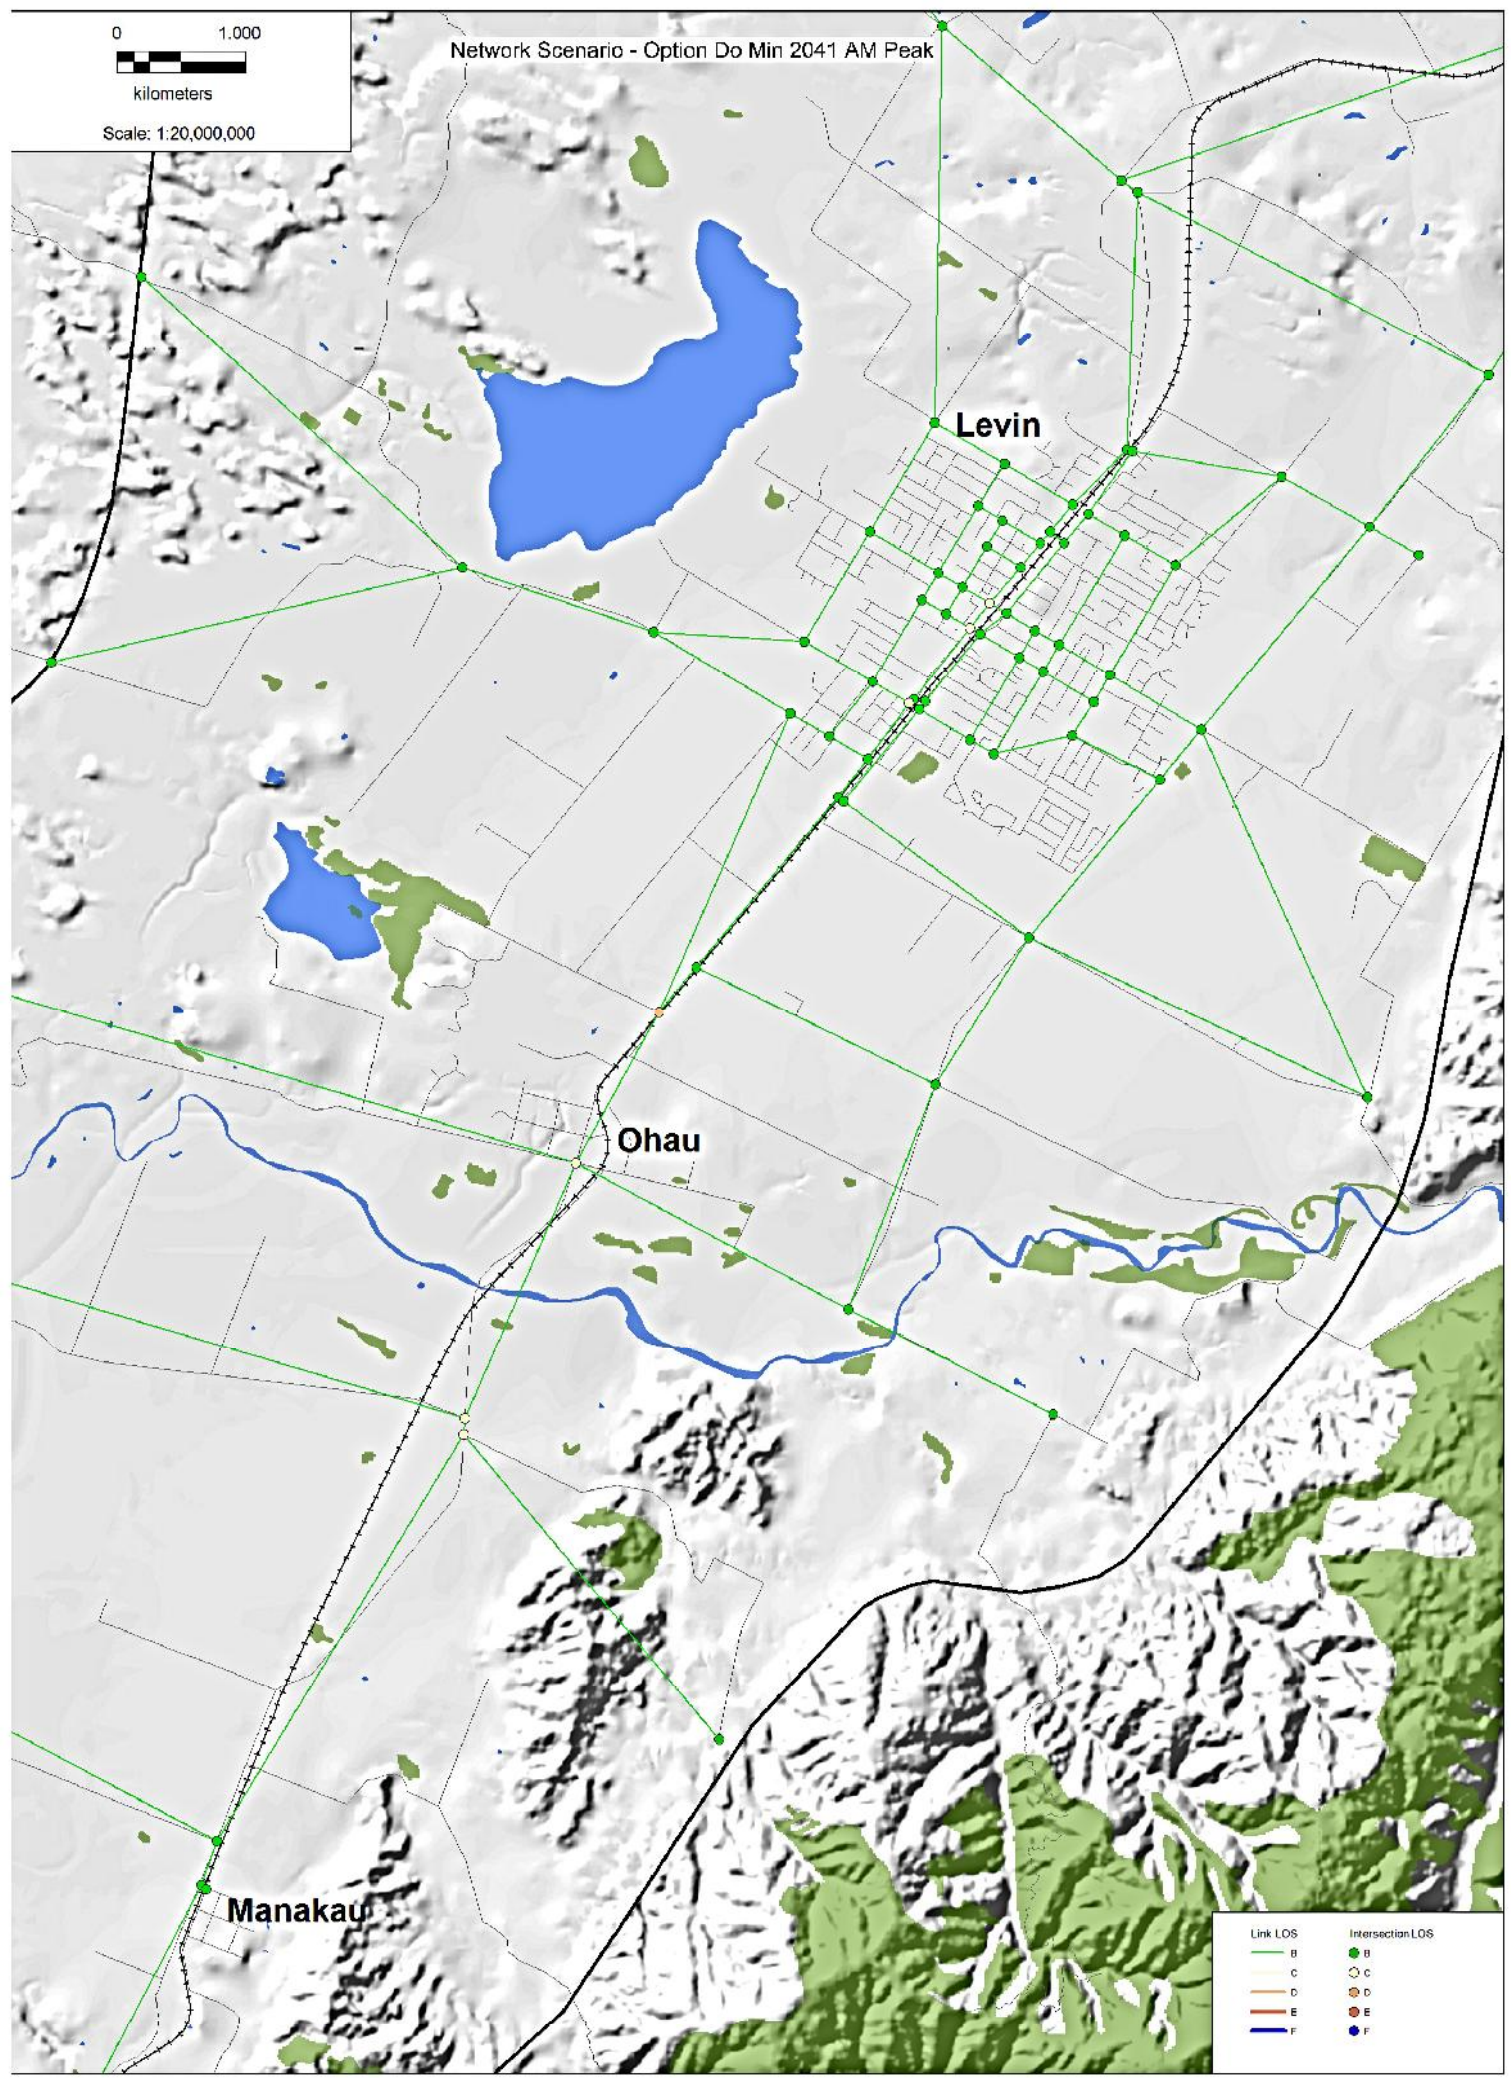 0 1.000
kilometers
Scale: 1:20,000,000
Network Scenario - Option Do Min 2041 AM Peak
Levin
Ohau
Manakau
Link LOS Intersection LOS
B B
C C
D D
E E
F F